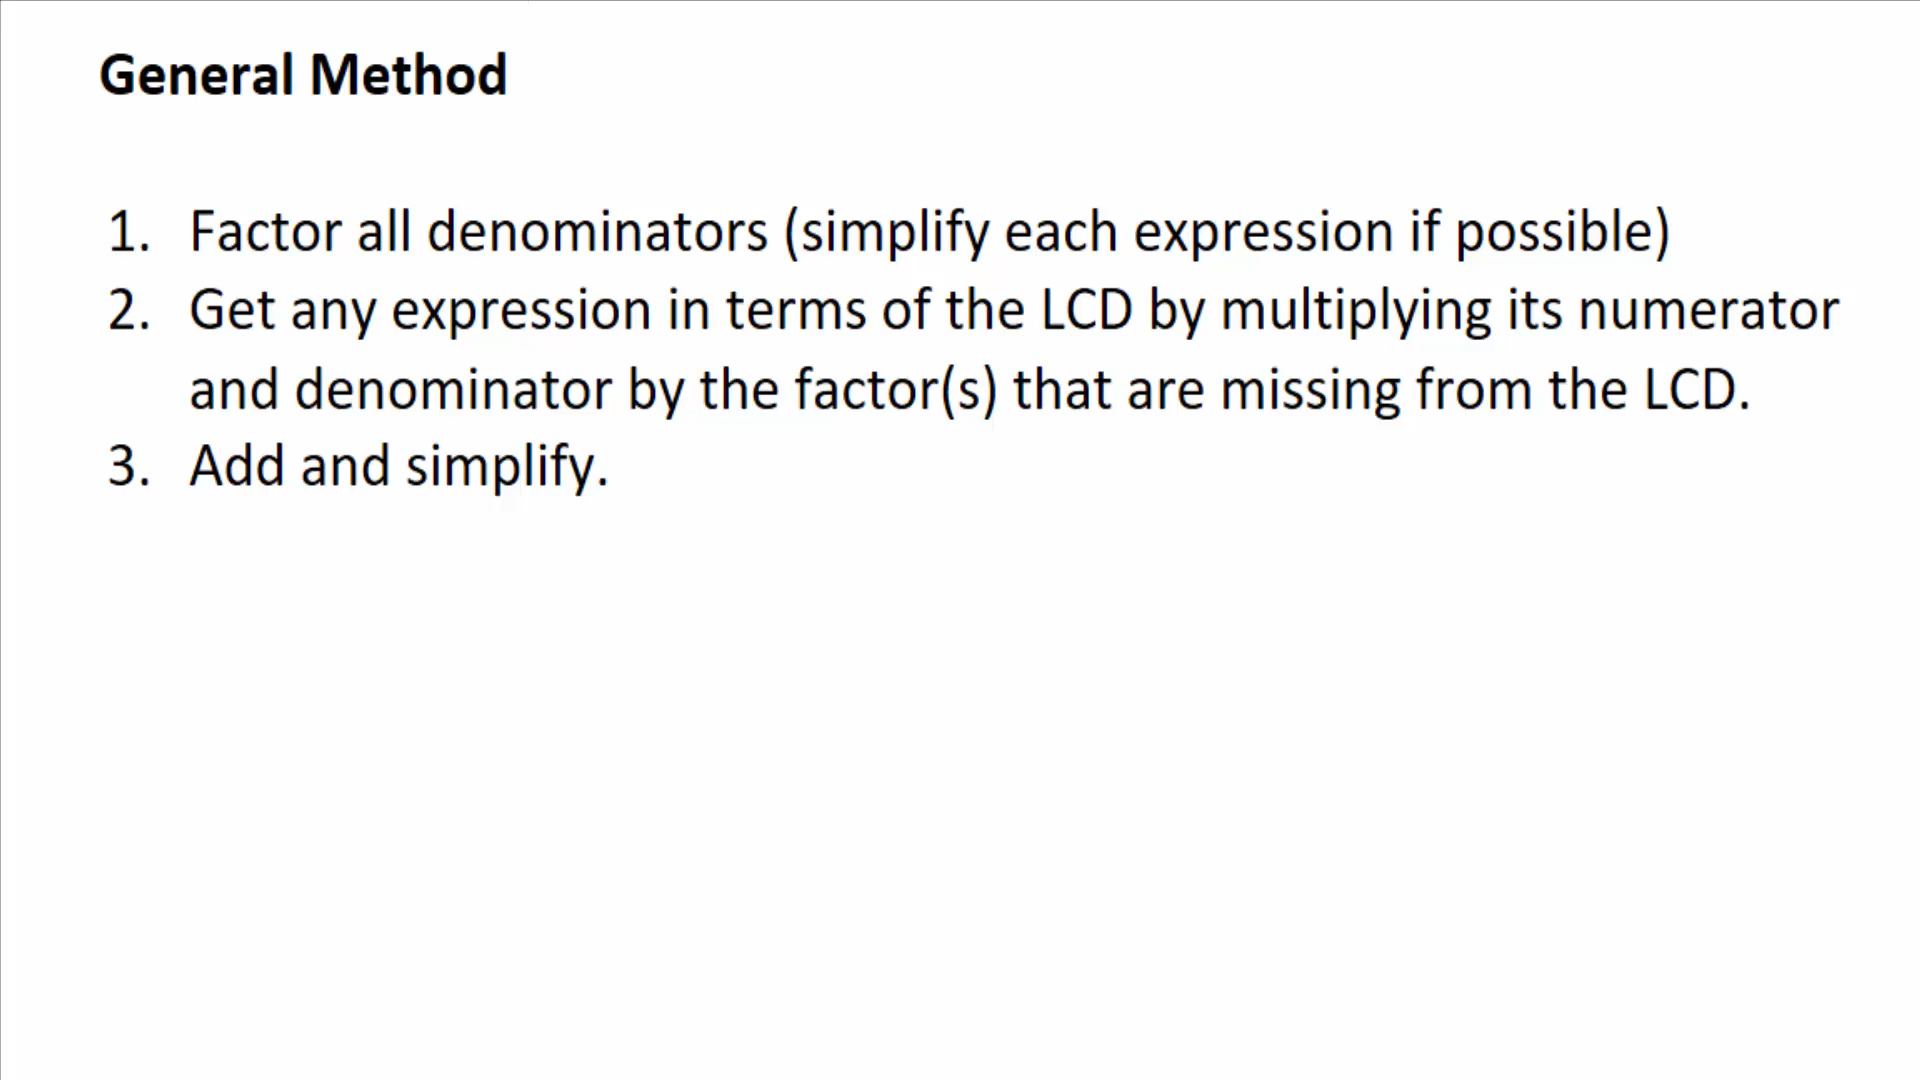 General Method
1. Factor all denominators (simplify each expression if possible)
2. Get any expression in terms of the LCD by multiplying its numerator
and denominator by the factor(s) that are missing from the LCD.
3. Add and simplify.